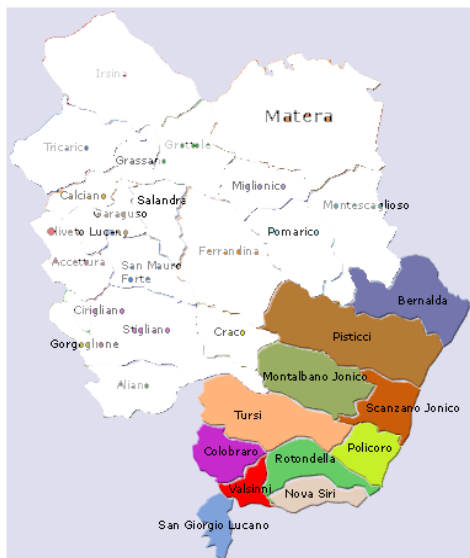 Irsina
Matera
Tricarico
Grottole
Grassano
Miglionico
Calciano
Salandra
Garaguso
Montescaglioso
Oliveto Lucano
Pomarico
Ferrandina
Accettura
San Mauro
Forte
Bernalda
Cirigliano
Stigliano
Craco
Pisticci
Gorgoglione
Montalbano Jonico
Aliano
Scanzano Jonico
Tursi
Policoro
Colobraro
Rotondella
Valsinni
Nova Siri
San Giorgio Lucano